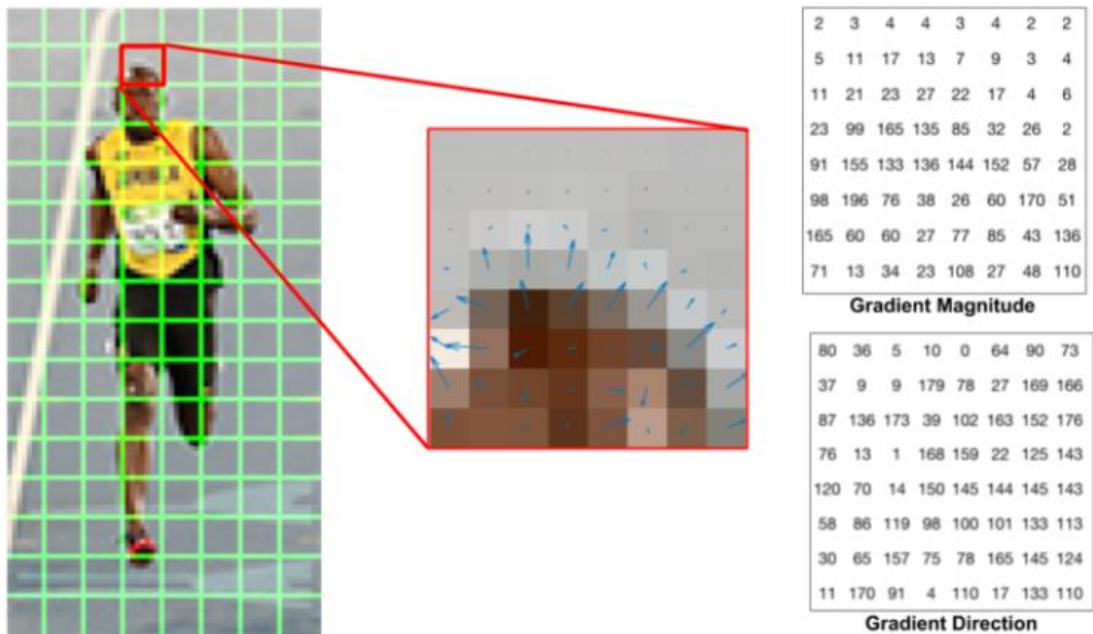 2 3 4 4 3 4 2 2
5 11 17 13 7 9 3 4
11 21 23 27 22 17 4 6
23 99 165 135 85 32 26 2
91 155 133 136 144 152 57 28
98 196 76 38 26 60 170 51
165 60 60 27 77 85 43 136
71 13 34 23 108 27 48 110
Gradient Magnitude
80 36 5 10 0 64 90 73
37 9 9 179 78 27 169 166
87 136 173 39 102 163 152 176
76 13 1 168 159 22 125 143
120 70 14 150 145 144 145 143
58 86 119 98 100 101 133 113
30 65 157 75 78 165 145 124
11 170 91 4 110 17 133 110
Gradient Direction